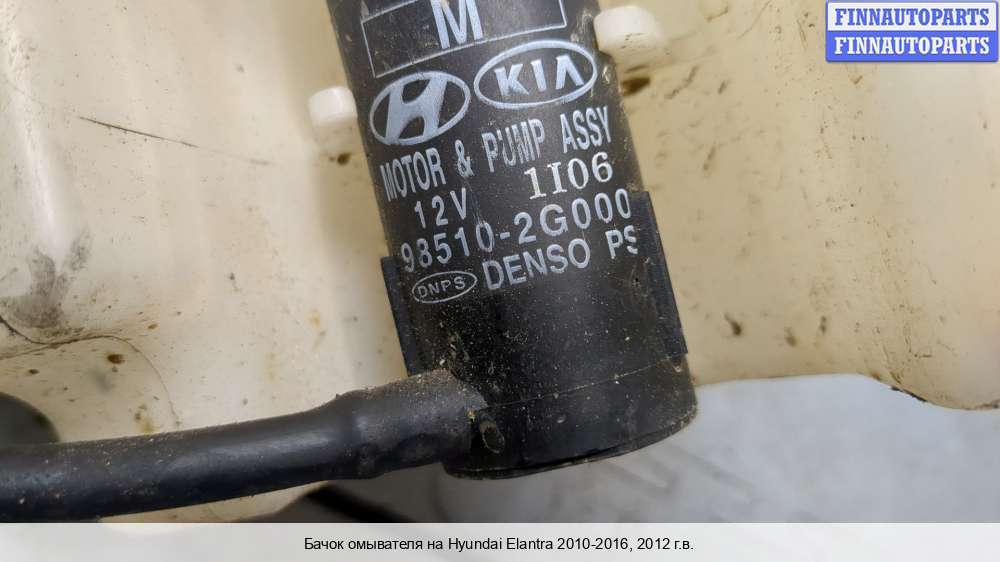 FINNAUTOPARTS
FINNAUTOPARTS
M
KIA
MOTOR & PUMP ASSY
12V 1I06
98510-2G000
DNPS DENSO PS
Бачок омывателя на Hyundai Elantra 2010-2016, 2012 г.в.